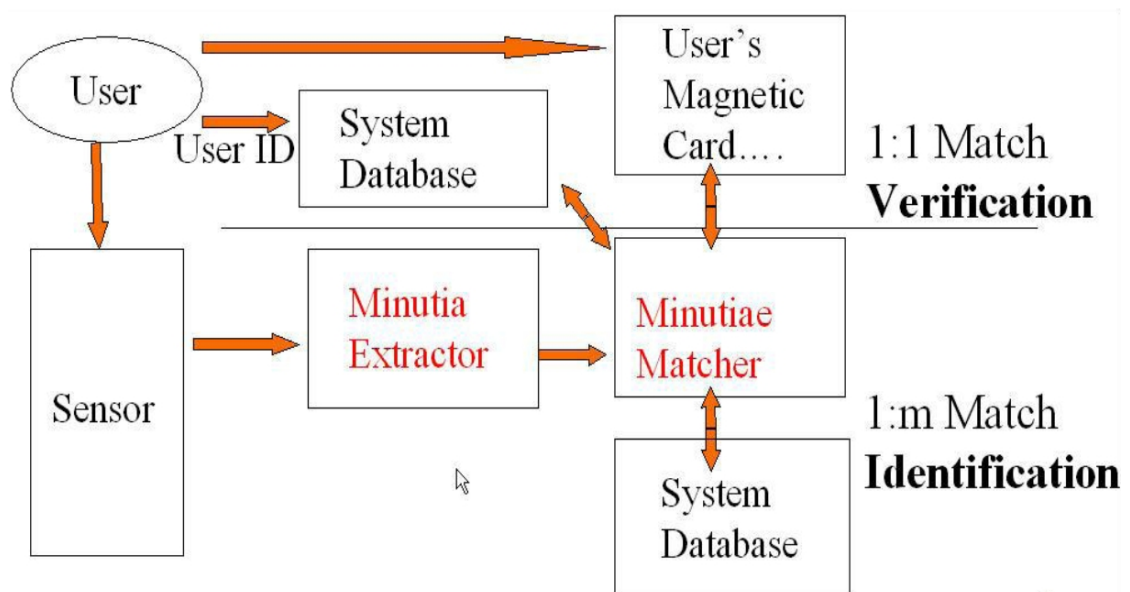 User
User ID
System
Database
User's
Magnetic
Card....
1:1 Match
Verification
Sensor
Minutia
Extractor
Minutiae
Matcher
1:m Match
Identification
System
Database